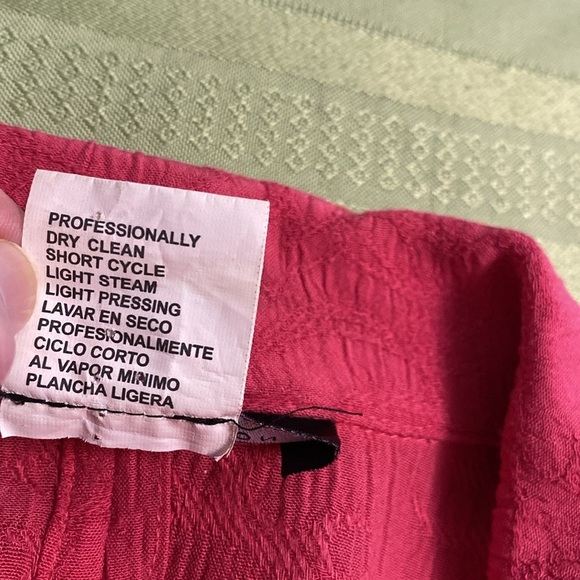 PROFESSIONALLY
DRY CLEAN
SHORT CYCLE
LIGHT STEAM
LIGHT PRESSING
LAVAR EN SECO
PROFESIONALMENTE
CICLO CORTO
AL VAPOR MINIMO
PLANCHA LIGERA